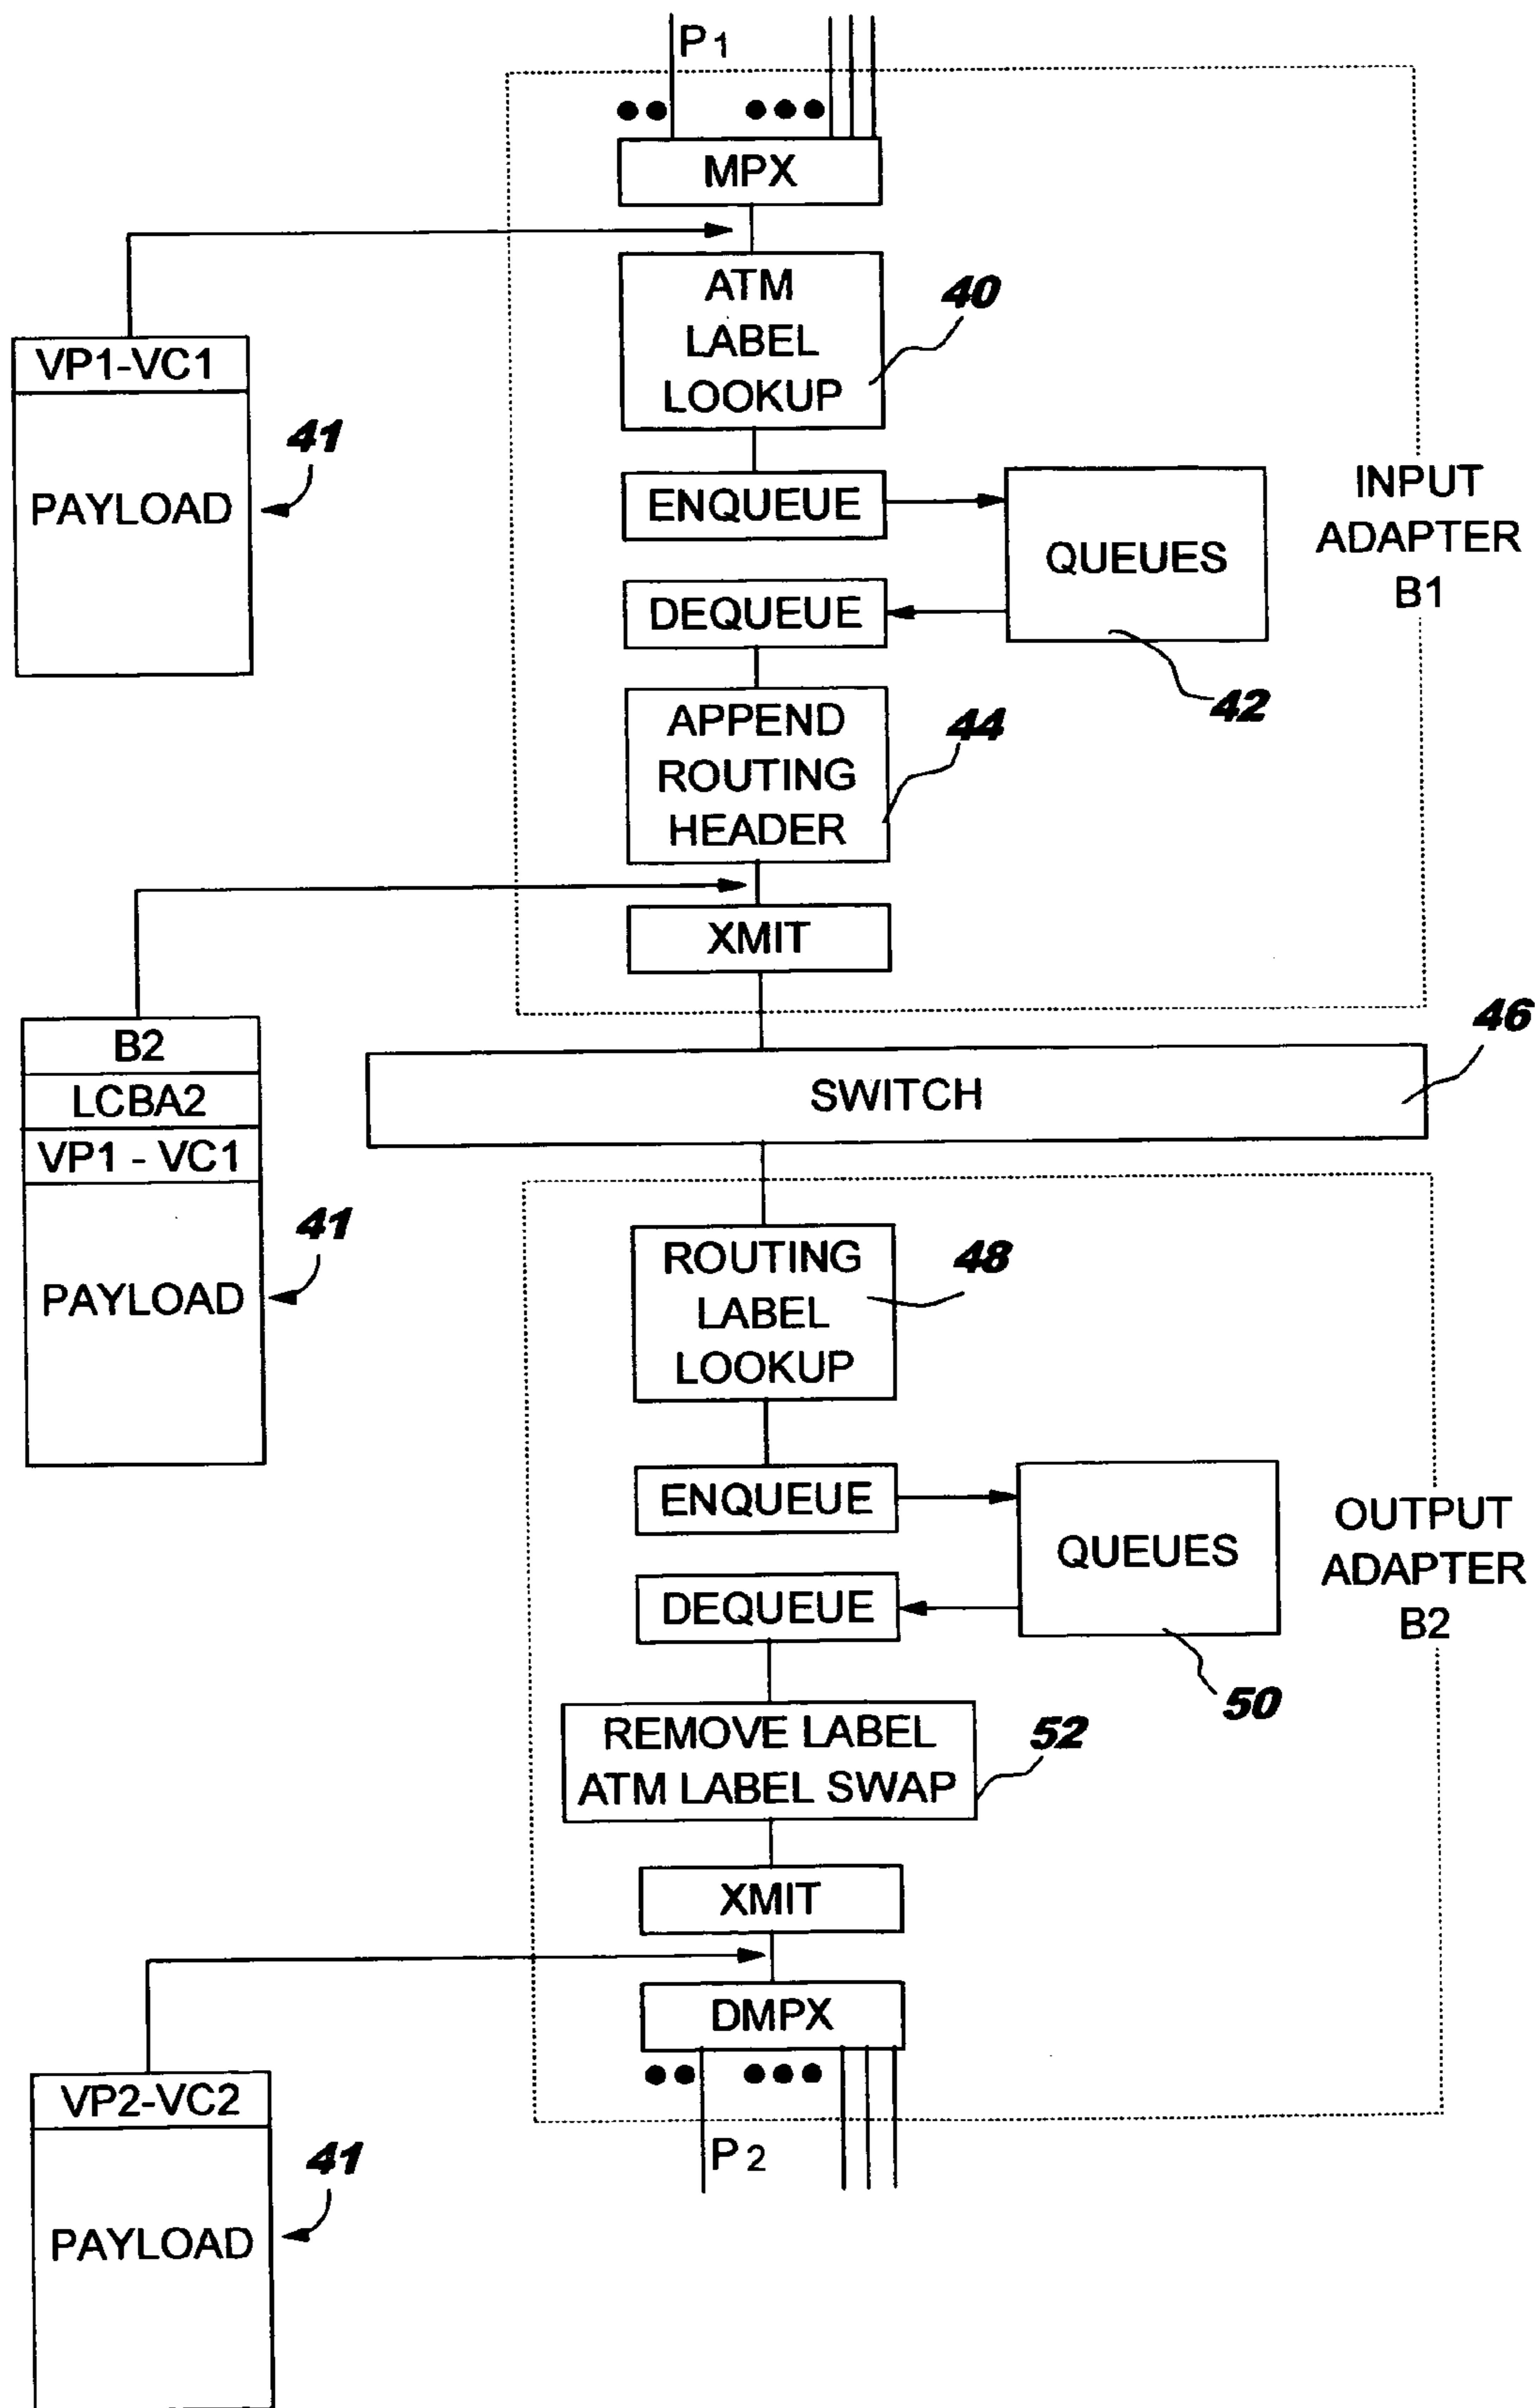 P1
MPX
ATM
LABEL
LOOKUP
40
VP1-VC1
PAYLOAD
41
ENQUEUE
QUEUES
DEQUEUE
42
INPUT
ADAPTER
B1
APPEND
ROUTING
HEADER
44
XMIT
B2
LCBA2
VP1 - VC1
PAYLOAD
41
SWITCH
46
ROUTING
LABEL
LOOKUP
48
ENQUEUE
QUEUES
DEQUEUE
50
OUTPUT
ADAPTER
B2
REMOVE LABEL
ATM LABEL SWAP
52
XMIT
DMPX
P2
VP2-VC2
PAYLOAD
41